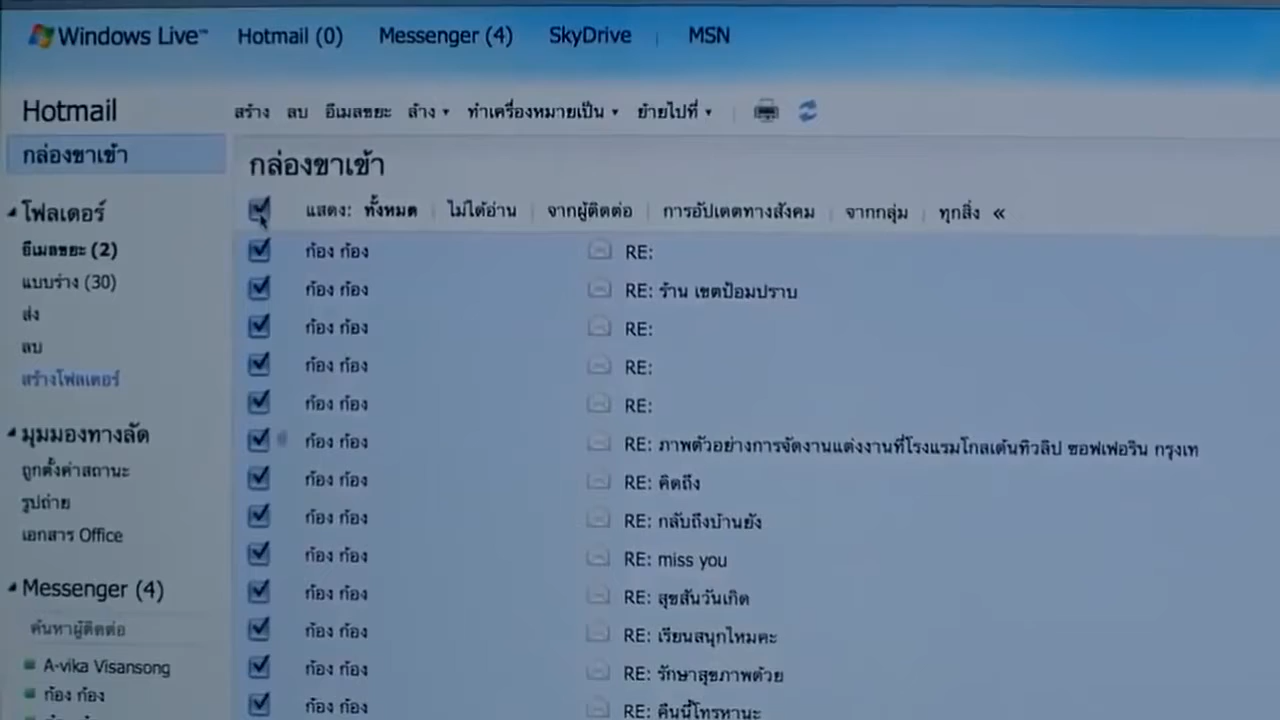 Windows Live™ Hotmail (0) Messenger (4) SkyDrive | MSN
Hotmail
สร้าง ลบ อีเมลขยะ ล้าง ทำเครื่องหมายเป็น ย้ายไปที่
กล่องขาเข้า
โฟลเดอร์
อีเมลขยะ (2)
แบบร่าง (30)
ส่ง
ลบ
สร้างโฟลเดอร์
มุมมองทางลัด
ถูกตั้งค่าสถานะ
รูปถ่าย
เอกสาร Office
Messenger (4)
ค้นหาผู้ติดต่อ
A-vika Visansong
ก้อง ก้อง
กล่องขาเข้า
แสดง: ทั้งหมด | ไม่ได้อ่าน | จากผู้ติดต่อ | การอัปเดตทางสังคม | จากกลุ่ม | ทุกสิ่ง «
ก้อง ก้อง RE:
ก้อง ก้อง RE: ร้าน เขตป้อมปราบ
ก้อง ก้อง RE:
ก้อง ก้อง RE:
ก้อง ก้อง RE:
ก้อง ก้อง RE: ภาพตัวอย่างการจัดงานแต่งงานที่โรงแรมโกลเด้นทิวลิป ซอฟเฟอริน กรุงเท
ก้อง ก้อง RE: คิดถึง
ก้อง ก้อง RE: กลับถึงบ้านยัง
ก้อง ก้อง RE: miss you
ก้อง ก้อง RE: สุขสันวันเกิด
ก้อง ก้อง RE: เรียนสนุกไหมคะ
ก้อง ก้อง RE: รักษาสุขภาพด้วย
ก้อง ก้อง RE: คืนนี้โทรหานะ